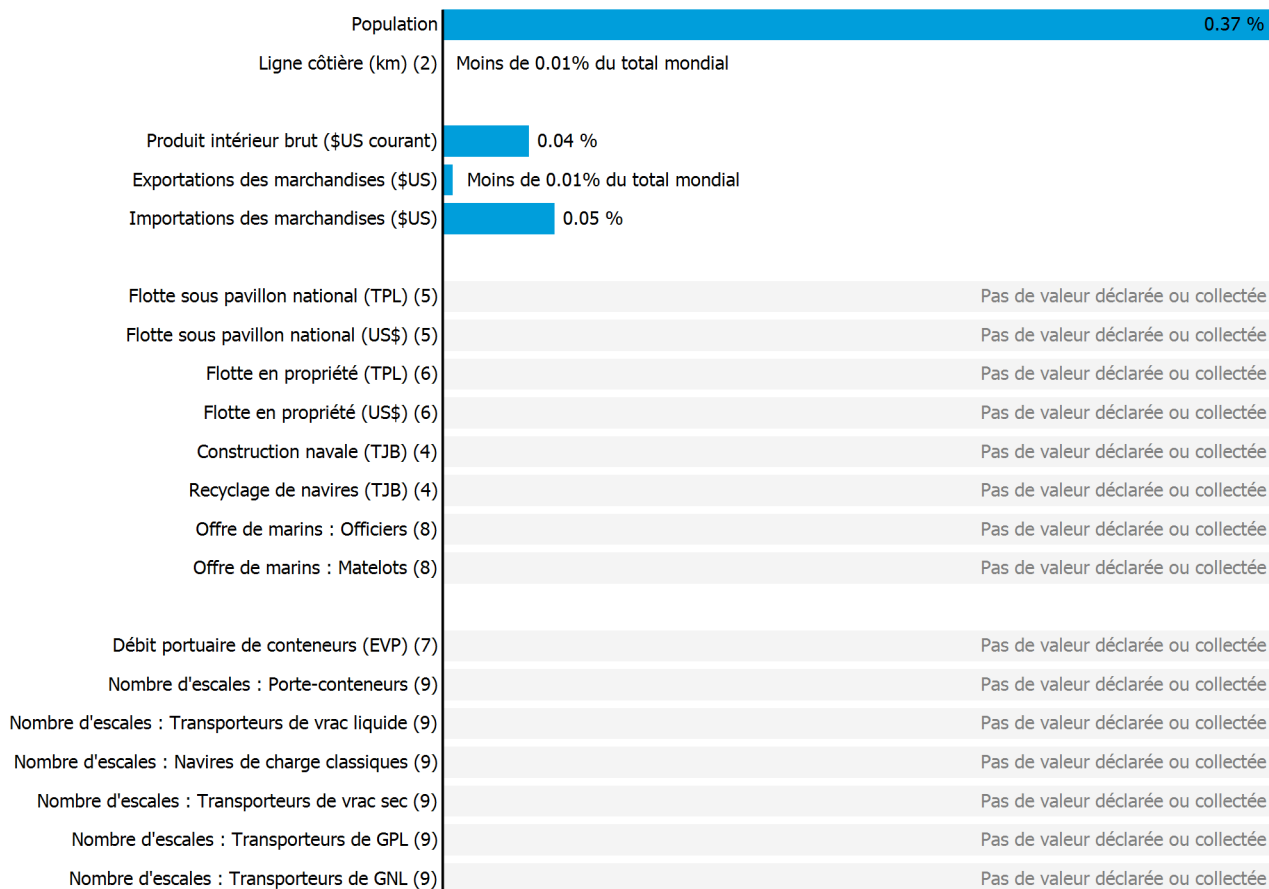 Population 0.37 %
Ligne côtière (km) (2) Moins de 0.01% du total mondial
Produit intérieur brut ($US courant) 0.04 %
Exportations des marchandises ($US) Moins de 0.01% du total mondial
Importations des marchandises ($US) 0.05 %
Flotte sous pavillon national (TPL) (5) Pas de valeur déclarée ou collectée
Flotte sous pavillon national (US$) (5) Pas de valeur déclarée ou collectée
Flotte en propriété (TPL) (6) Pas de valeur déclarée ou collectée
Flotte en propriété (US$) (6) Pas de valeur déclarée ou collectée
Construction navale (TJB) (4) Pas de valeur déclarée ou collectée
Recyclage de navires (TJB) (4) Pas de valeur déclarée ou collectée
Offre de marins : Officiers (8) Pas de valeur déclarée ou collectée
Offre de marins : Matelots (8) Pas de valeur déclarée ou collectée
Débit portuaire de conteneurs (EVP) (7) Pas de valeur déclarée ou collectée
Nombre d'escales : Porte-conteneurs (9) Pas de valeur déclarée ou collectée
Nombre d'escales : Transporteurs de vrac liquide (9) Pas de valeur déclarée ou collectée
Nombre d'escales : Navires de charge classiques (9) Pas de valeur déclarée ou collectée
Nombre d'escales : Transporteurs de vrac sec (9) Pas de valeur déclarée ou collectée
Nombre d'escales : Transporteurs de GPL (9) Pas de valeur déclarée ou collectée
Nombre d'escales : Transporteurs de GNL (9) Pas de valeur déclarée ou collectée